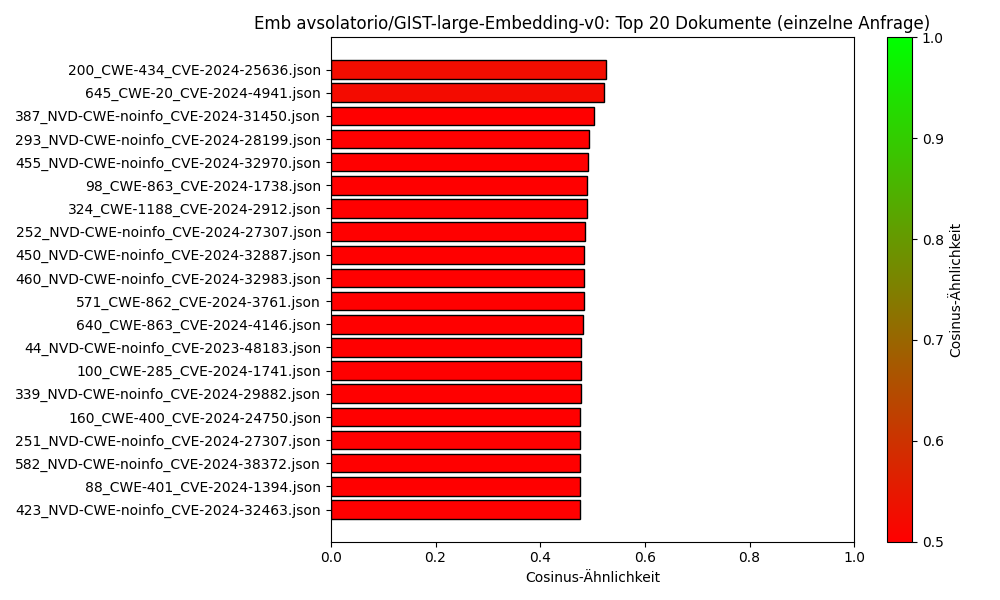 Emb avsolatorio/GIST-large-Embedding-v0: Top 20 Dokumente (einzelne Anfrage)
200_CWE-434_CVE-2024-25636.json
645_CWE-20_CVE-2024-4941.json
387_NVD-CWE-noinfo_CVE-2024-31450.json
293_NVD-CWE-noinfo_CVE-2024-28199.json
455_NVD-CWE-noinfo_CVE-2024-32970.json
98_CWE-863_CVE-2024-1738.json
324_CWE-1188_CVE-2024-2912.json
252_NVD-CWE-noinfo_CVE-2024-27307.json
450_NVD-CWE-noinfo_CVE-2024-32887.json
460_NVD-CWE-noinfo_CVE-2024-32983.json
571_CWE-862_CVE-2024-3761.json
640_CWE-863_CVE-2024-4146.json
44_NVD-CWE-noinfo_CVE-2023-48183.json
100_CWE-285_CVE-2024-1741.json
339_NVD-CWE-noinfo_CVE-2024-29882.json
160_CWE-400_CVE-2024-24750.json
251_NVD-CWE-noinfo_CVE-2024-27307.json
582_NVD-CWE-noinfo_CVE-2024-38372.json
88_CWE-401_CVE-2024-1394.json
423_NVD-CWE-noinfo_CVE-2024-32463.json
0.0 0.2 0.4 0.6 0.8 1.0
Cosinus-Ähnlichkeit
1.0
0.9
0.8
0.7
0.6
0.5
Cosinus-Ähnlichkeit